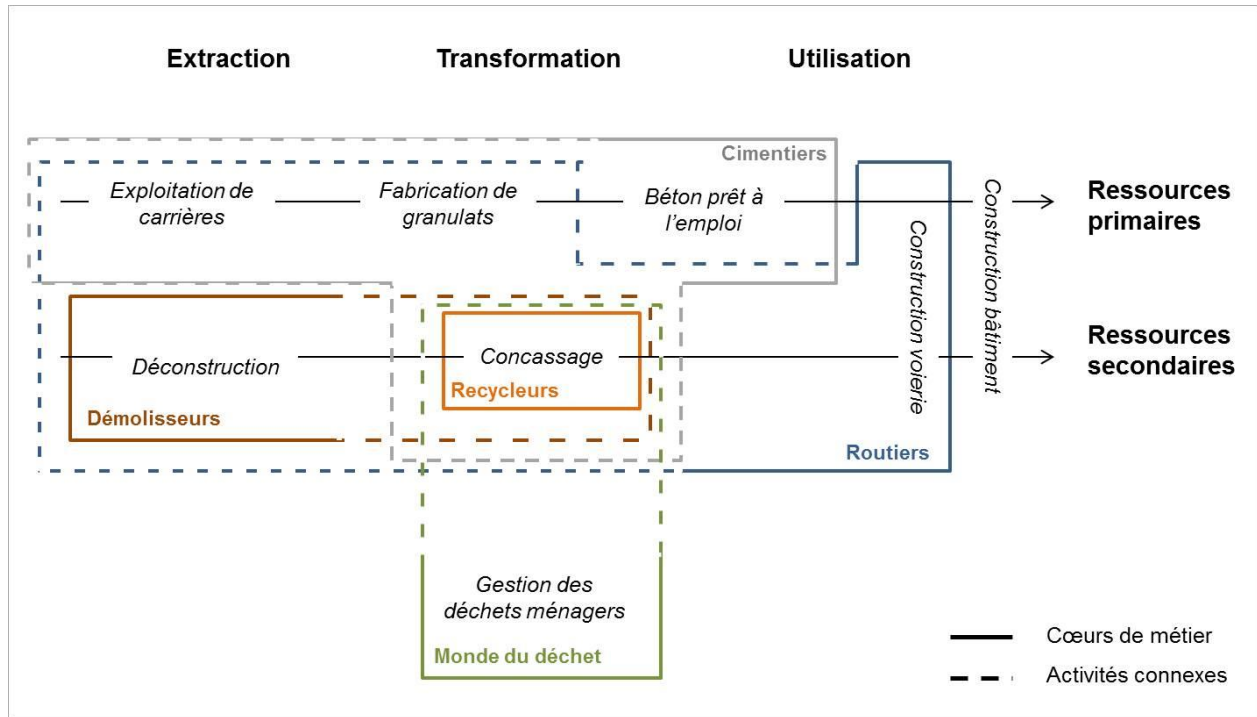 Extraction
Transformation
Utilisation
Cimentiers
Exploitation de
carrières
Fabrication de
granulats
Béton prêt à
l'emploi
Construction voierie
Construction bâtiment
Ressources
primaires
Déconstruction
Démolisseurs
Concassage
Recycleurs
Routiers
Ressources
secondaires
Gestion des
déchets ménagers
Monde du déchet
Cœurs de métier
Activités connexes